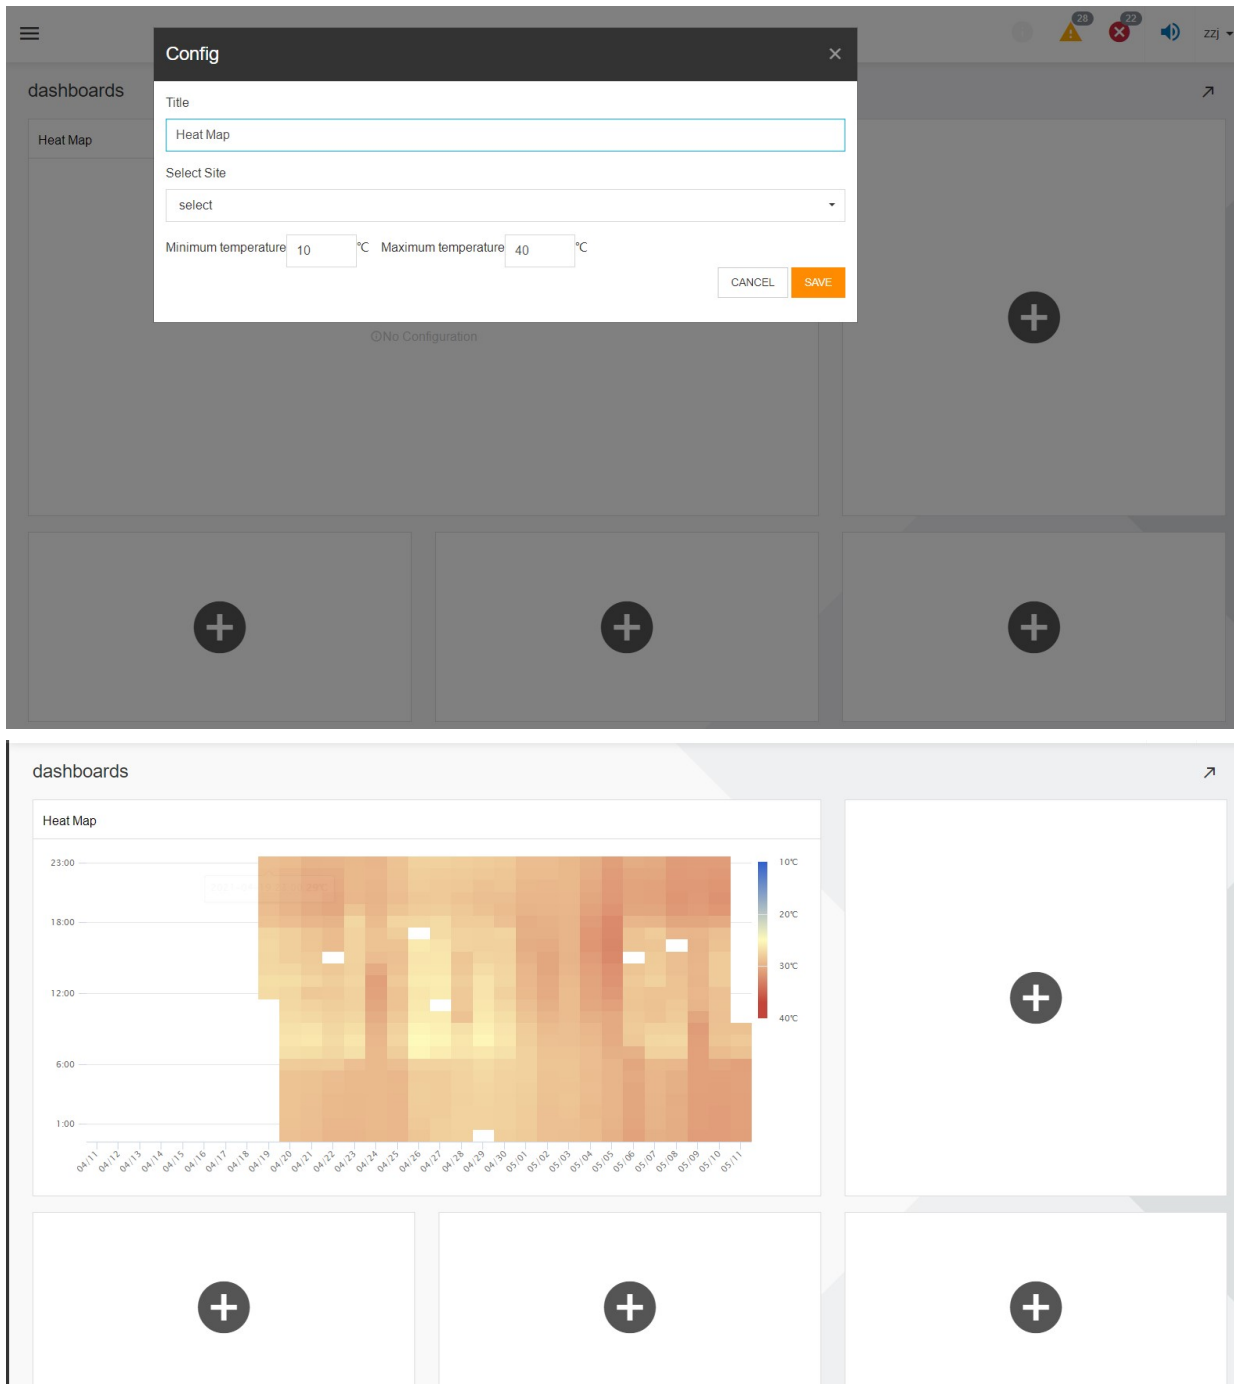 28
22
zzj
Config
×
dashboards
Title
Heat Map
Heat Map
Select Site
select
Minimum temperature 10 °C Maximum temperature 40 °C
CANCEL SAVE
No Configuration
dashboards
Heat Map
23:00
18:00
12:00
6:00
1:00
10°C
20°C
30°C
40°C
04/11 04/12 04/13 04/14 04/15 04/16 04/17 04/18 04/19 04/20 04/21 04/22 04/23 04/24 04/25 04/26 04/27 04/28 04/29 04/30 05/01 05/02 05/03 05/04 05/05 05/06 05/07 05/08 05/09 05/10 05/11